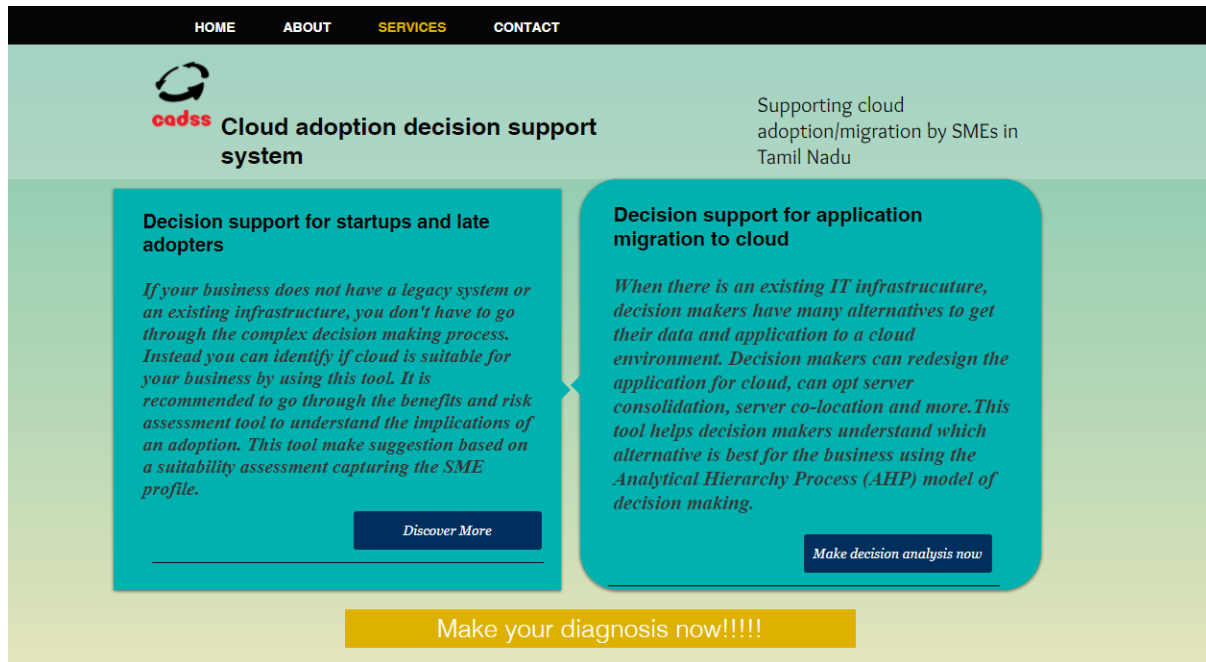 HOME ABOUT SERVICES CONTACT
cadss
Cloud adoption decision support
system
Supporting cloud
adoption/migration by SMEs in
Tamil Nadu
Decision support for startups and late
adopters
If your business does not have a legacy system or
an existing infrastructure, you don't have to go
through the complex decision making process.
Instead you can identify if cloud is suitable for
your business by using this tool. It is
recommended to go through the benefits and risk
assessment tool to understand the implications of
an adoption. This tool make suggestion based on
a suitability assessment capturing the SME
profile.
Discover More
Decision support for application
migration to cloud
When there is an existing IT infrastrucuture,
decision makers have many alternatives to get
their data and application to a cloud
environment. Decision makers can redesign the
application for cloud, can opt server
consolidation, server co-location and more.This
tool helps decision makers understand which
alternative is best for the business using the
Analytical Hierarchy Process (AHP) model of
decision making.
Make decision analysis now
Make your diagnosis now!!!!!